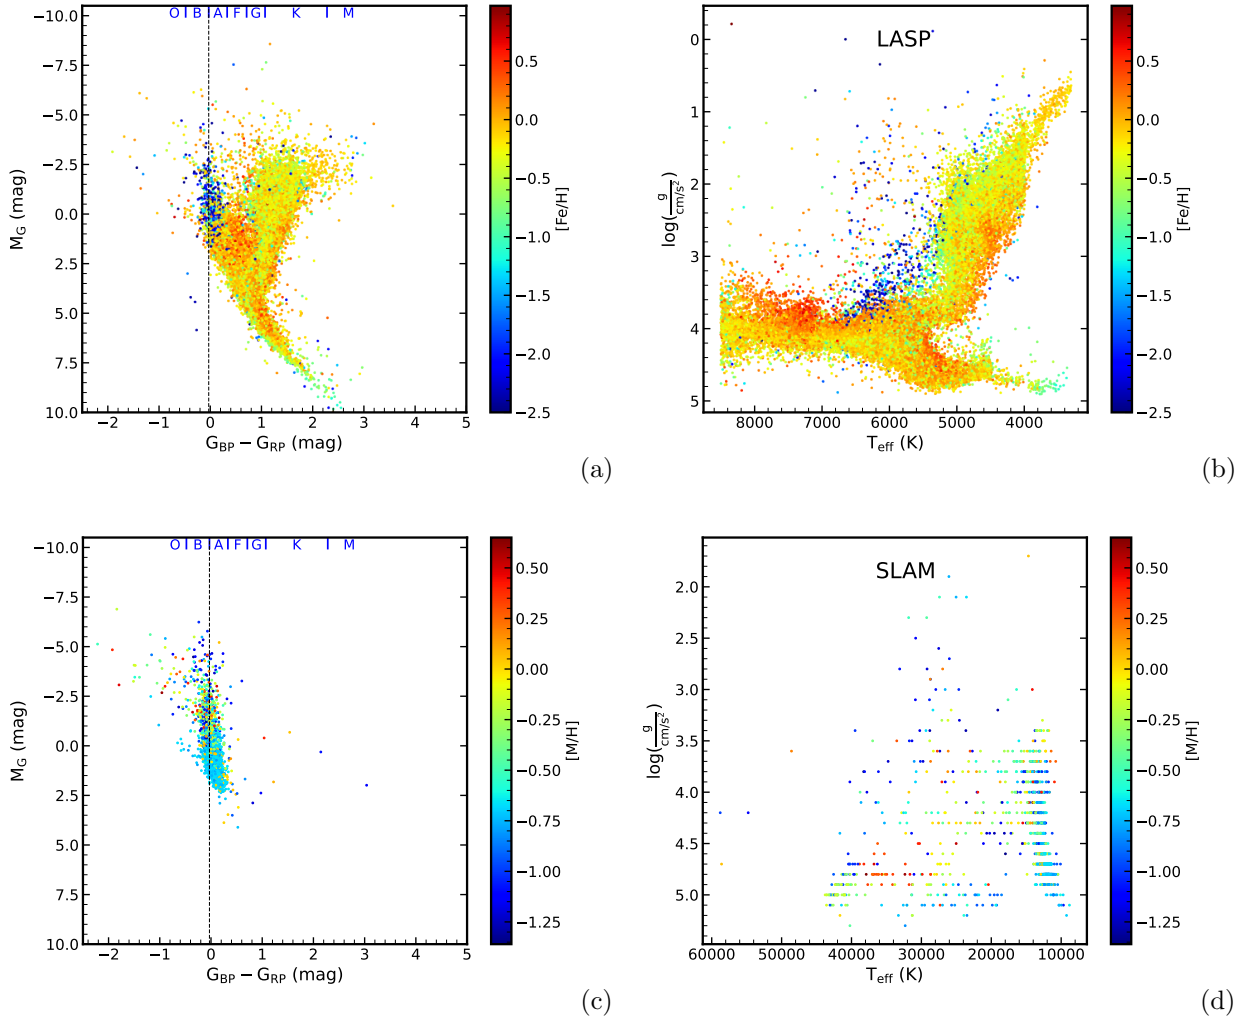 O B A F G K M
−10.0
−7.5
−5.0
−2.5
0.0
2.5
5.0
7.5
10.0
M_G (mag)
−2 −1 0 1 2 3 4 5
G_BP − G_RP (mag)
0.5
0.0
−0.5
−1.0
−1.5
−2.0
−2.5
[Fe/H]
(a)
LASP
0
1
2
3
4
5
log(g/cm/s²)
8000 7000 6000 5000 4000
T_eff (K)
0.5
0.0
−0.5
−1.0
−1.5
−2.0
−2.5
[Fe/H]
(b)
O B A F G K M
−10.0
−7.5
−5.0
−2.5
0.0
2.5
5.0
7.5
10.0
M_G (mag)
−2 −1 0 1 2 3 4 5
G_BP − G_RP (mag)
0.50
0.25
0.00
−0.25
−0.50
−0.75
−1.00
−1.25
[M/H]
(c)
SLAM
2.0
2.5
3.0
3.5
4.0
4.5
5.0
log(g/cm/s²)
60000 50000 40000 30000 20000 10000
T_eff (K)
0.50
0.25
0.00
−0.25
−0.50
−0.75
−1.00
−1.25
[M/H]
(d)